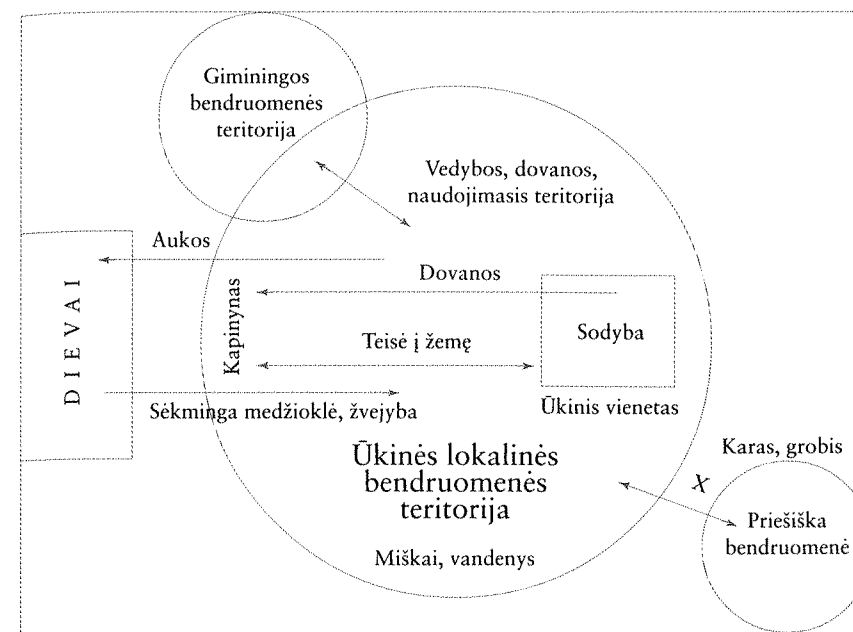 Giminingos
bendruomenės
teritorija
Vedybos, dovanos,
naudojimasis teritorija
Aukos
Dovanos
DIEVAI
Kapinynas
Sodyba
Teisė į žemę
Sėkminga medžioklė, žvejyba
Ūkinis vienetas
Ūkinės lokalinės
bendruomenės
teritorija
Miškai, vandenys
Karas, grobis
X
Priešiška
bendruomenė